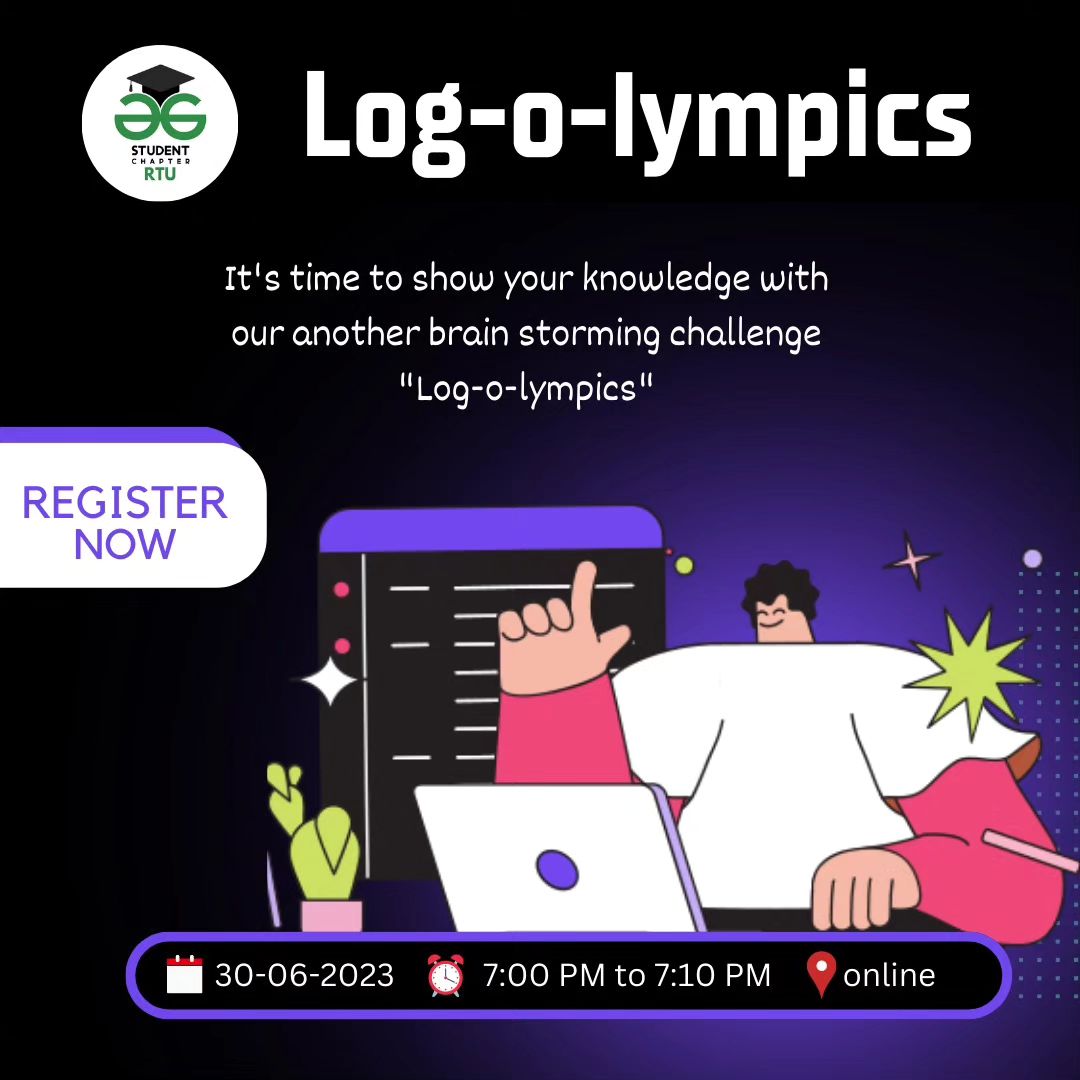 STUDENT
CHAPTER
RTU
Log-o-lympics
It's time to show your knowledge with
our another brain storming challenge
"Log-o-lympics"
REGISTER
NOW
30-06-2023 7:00 PM to 7:10 PM online